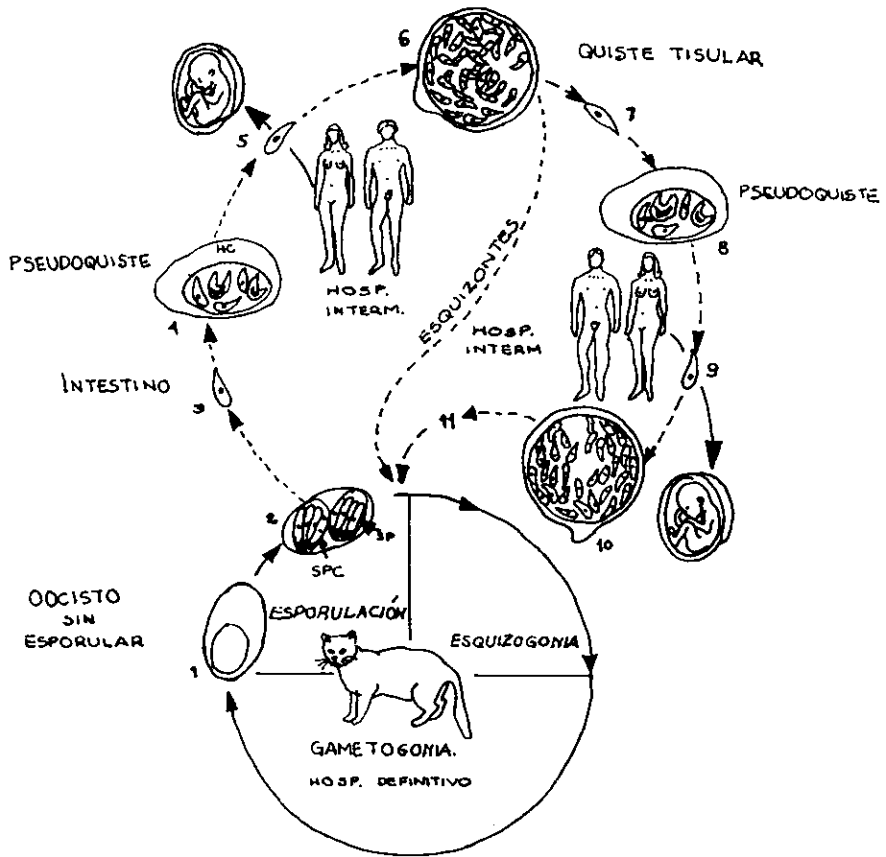 6
QUISTE TISULAR
5
7
PSEUDOQUISTE
8
HC
PSEUDOQUISTE
4
HOSP.
INTERM.
ESQUIZONTES
HOSP.
INTERM
9
INTESTINO
3
11
10
2
SP
SPC
OOCISTO
SIN
ESPORULAR
1
ESPORULACIÓN
ESQUIZOGONIA
GAMETOGONIA.
HOSP. DEFINITIVO